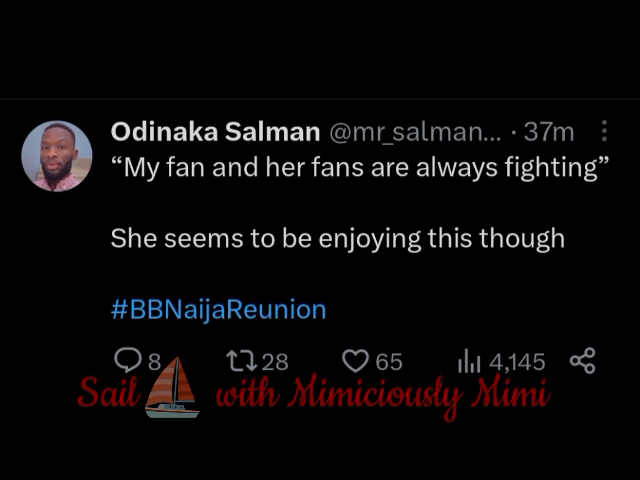 Odinaka Salman @mr_salman... · 37m
“My fan and her fans are always fighting”
She seems to be enjoying this though
#BBNaijaReunion
8 28 65 4,145
Sail with Mimiciously Mimi